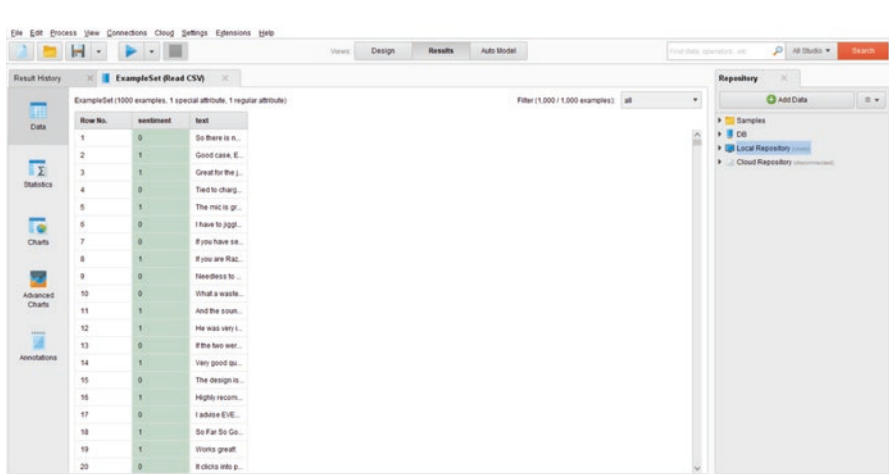 File Edit Process View Connections Cloud Settings Extensions Help
Views: Design Results Auto Model Find data, operators...etc All Studio ▼ Search
Result History ExampleSet (Read CSV) Repository
ExampleSet (1000 examples, 1 special attribute, 1 regular attribute) Filter (1,000 / 1,000 examples): all Add Data
Data
Statistics
Charts
Advanced
Charts
Annotations
Row No. sentiment text
1 0 So there is n...
2 1 Good case, E...
3 1 Great for the j...
4 0 Tied to charg...
5 1 The mic is gr...
6 0 I have to jiggl...
7 0 If you have se...
8 1 If you are Raz...
9 0 Needless to ...
10 0 What a waste...
11 1 And the soun...
12 1 He was very i...
13 0 If the two wer...
14 1 Very good qu...
15 0 The design is...
16 1 Highly recom...
17 0 I advise EVE...
18 1 So Far So Go...
19 1 Works great!
20 0 It clicks into p...
Samples
DB
Local Repository
Cloud Repository (disconnected)